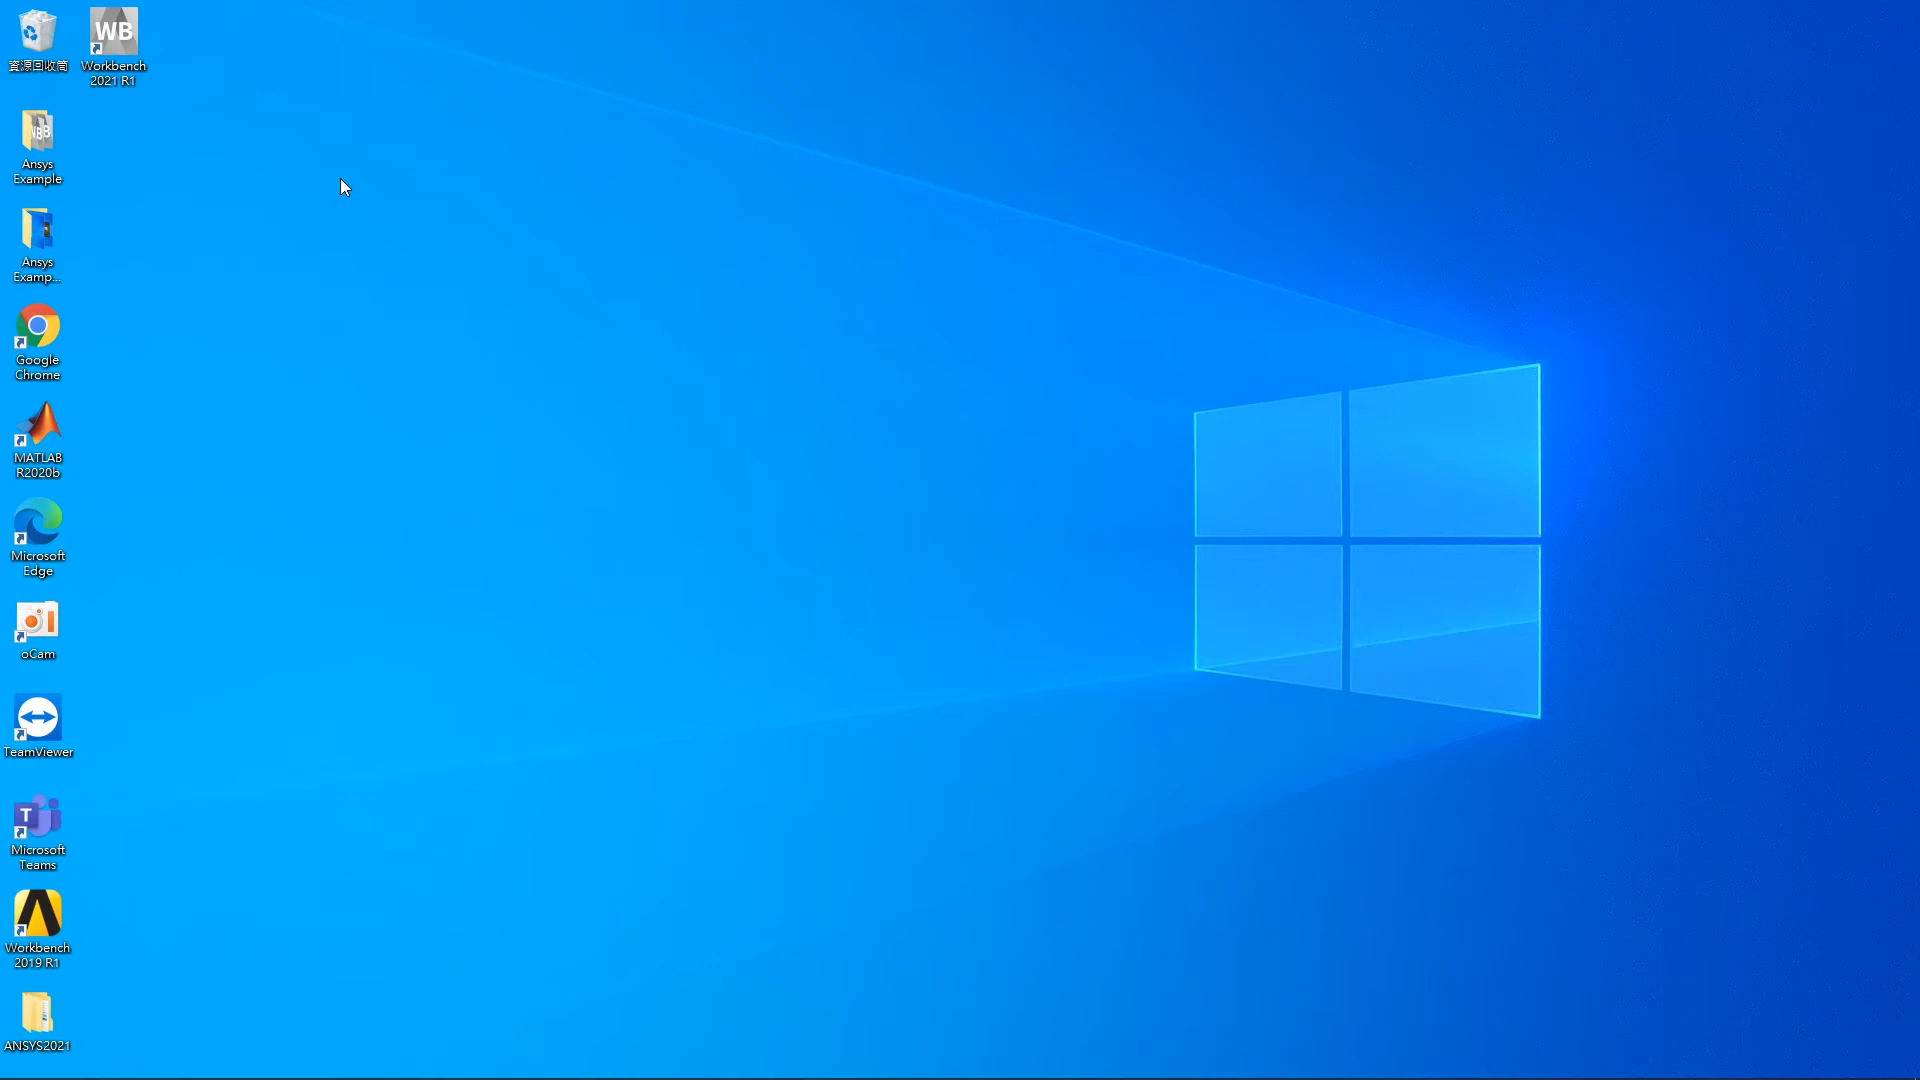 資源回收筒
WB
Workbench
2021 R1
Ansys
Example
Ansys
Examp...
Google
Chrome
MATLAB
R2020b
Microsoft
Edge
oCam
TeamViewer
T
Microsoft
Teams
Workbench
2019 R1
ANSYS2021